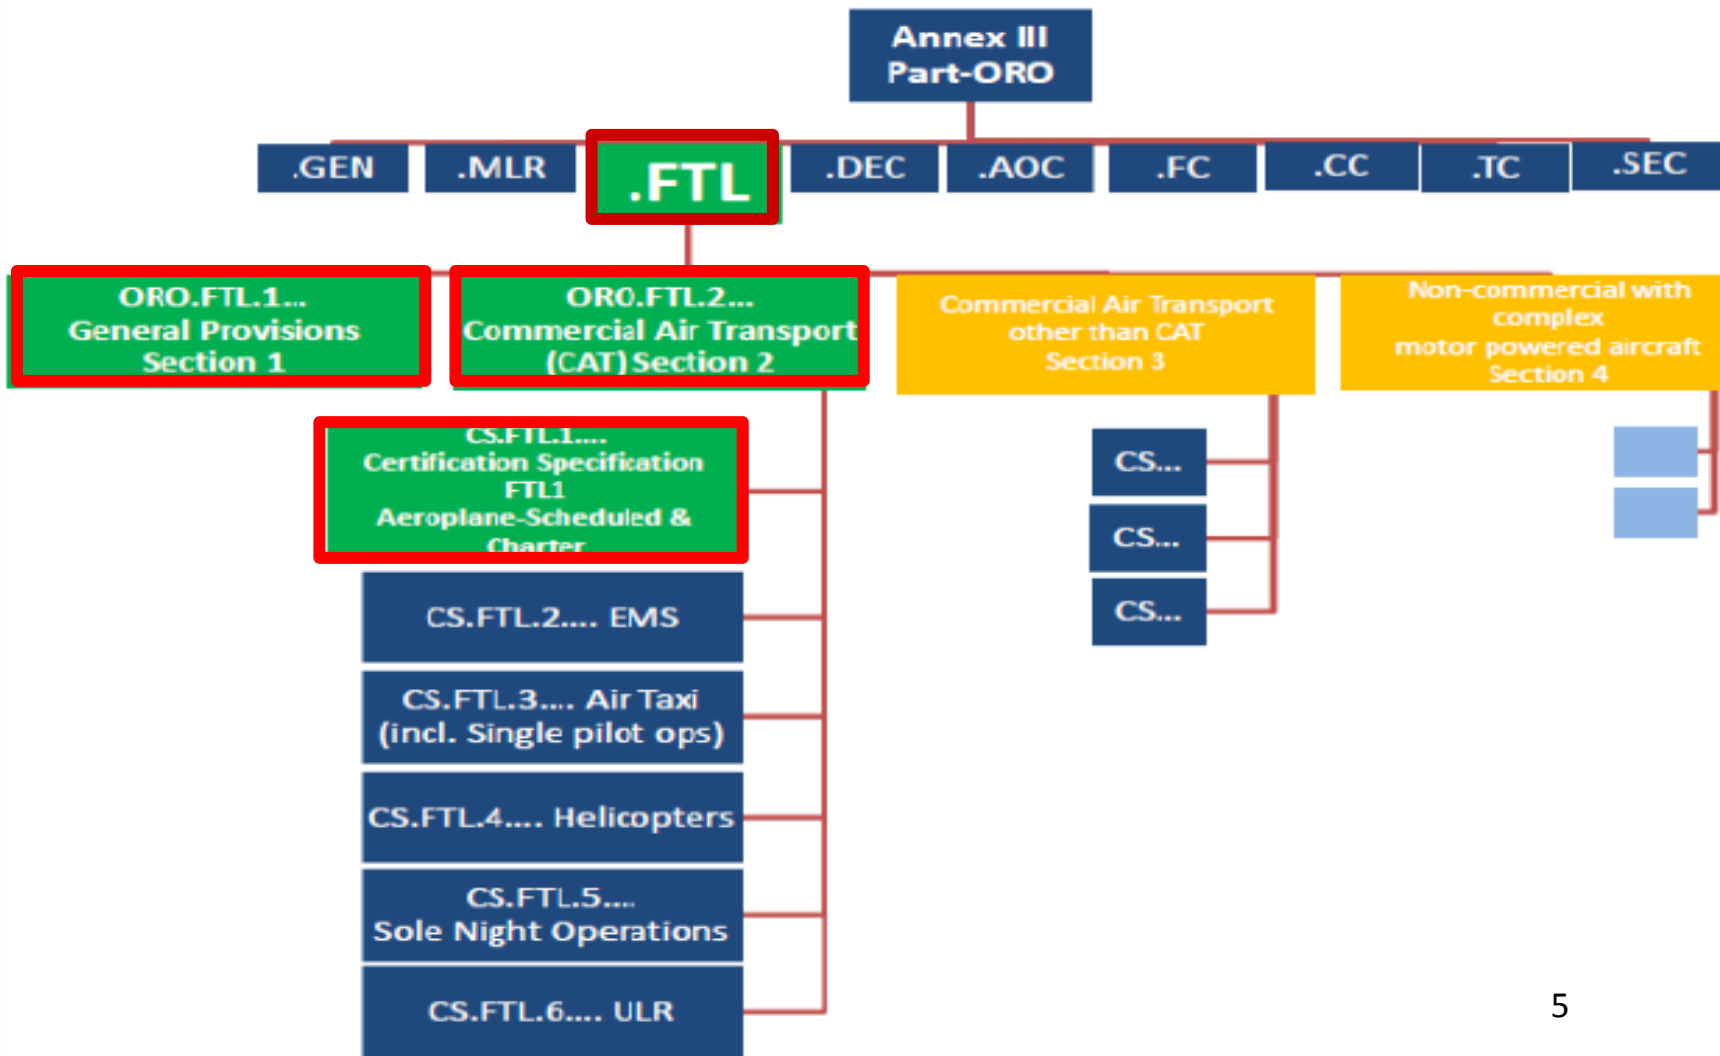 Annex III
Part-ORO
.GEN
.MLR
.FTL
.DEC
.AOC
.FC
.CC
.TC
.SEC
ORO.FTL.1...
General Provisions
Section 1
ORO.FTL.2...
Commercial Air Transport
(CAT) Section 2
Commercial Air Transport
other than CAT
Section 3
Non-commercial with
complex
motor powered aircraft
Section 4
CS.FTL.1....
Certification Specification
FTL1
Aeroplane-Scheduled &
Charter
CS.FTL.2.... EMS
CS.FTL.3.... Air Taxi
(incl. Single pilot ops)
CS.FTL.4.... Helicopters
CS.FTL.5....
Sole Night Operations
CS.FTL.6.... ULR
CS...
CS...
CS...
5